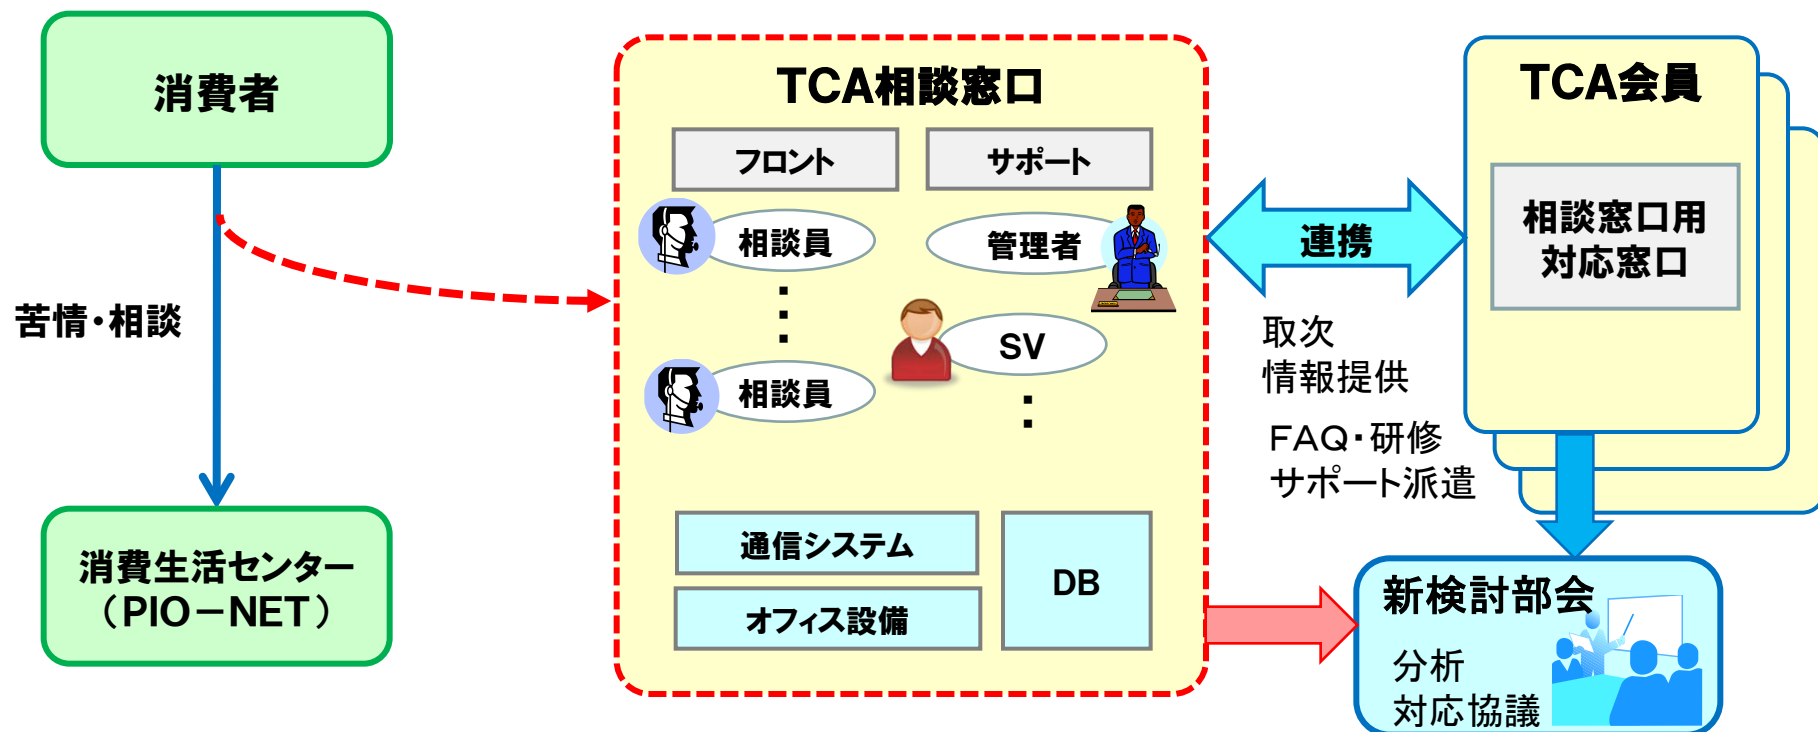 消費者
苦情・相談
消費生活センター
（PIO－NET）
TCA相談窓口
フロント
サポート
相談員
管理者
SV
相談員
通信システム
オフィス設備
DB
連携
取次
情報提供
FAQ・研修
サポート派遣
TCA会員
相談窓口用
対応窓口
新検討部会
分析
対応協議